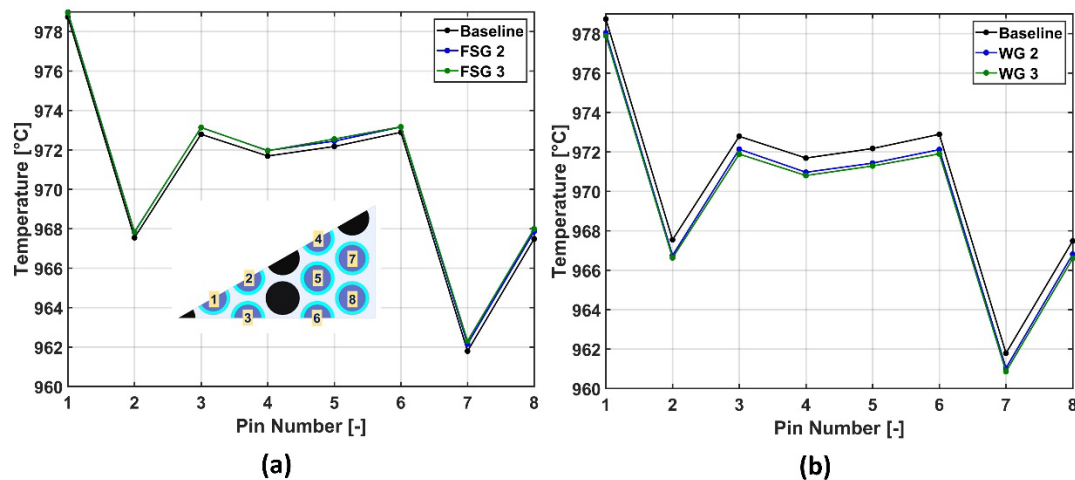 978
976
974
972
970
968
966
964
962
960
Temperature [°C]
1 2 3 4 5 6 7 8
Pin Number [-]
Baseline
FSG 2
FSG 3
4
7
2
5
1
8
3
6
(a)
978
976
974
972
970
968
966
964
962
960
Temperature [°C]
1 2 3 4 5 6 7 8
Pin Number [-]
Baseline
WG 2
WG 3
(b)